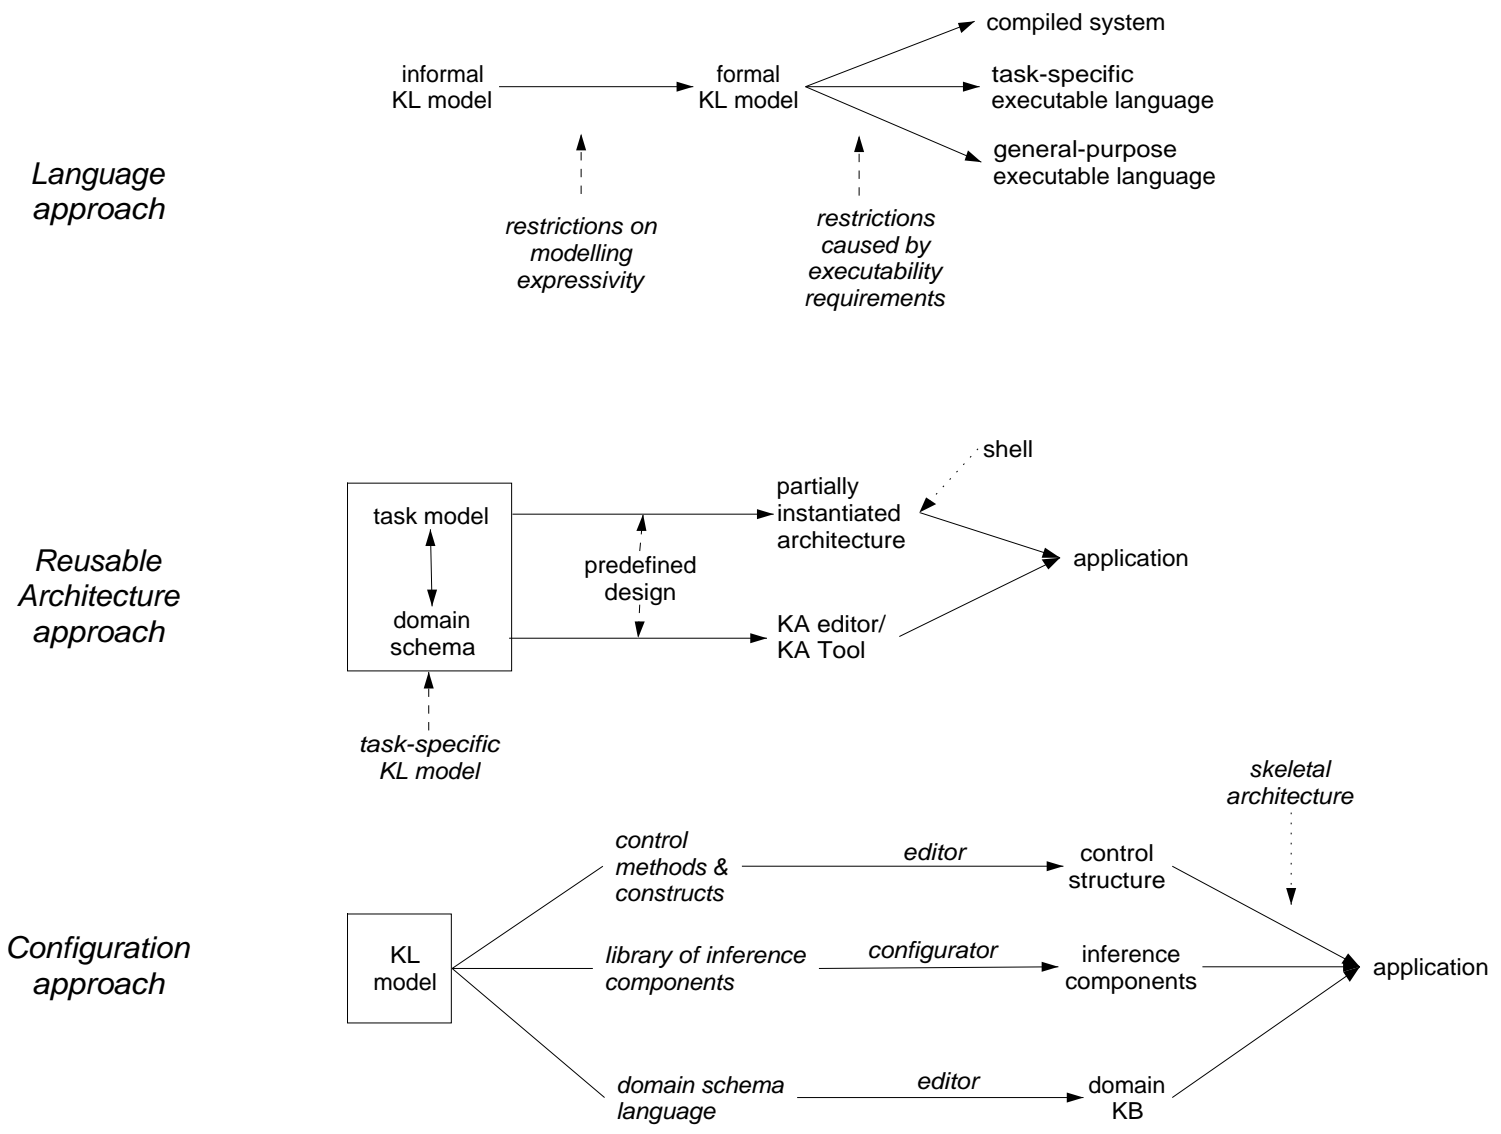 Language
approach
informal
KL model
formal
KL model
compiled system
task-specific
executable language
general-purpose
executable language
restrictions on
modelling
expressivity
restrictions
caused by
executability
requirements
Reusable
Architecture
approach
task model
domain
schema
task-specific
KL model
predefined
design
partially
instantiated
architecture
KA editor/
KA Tool
shell
application
Configuration
approach
KL
model
control
methods &
constructs
editor
control
structure
library of inference
components
configurator
inference
components
domain schema
language
editor
domain
KB
skeletal
architecture
application